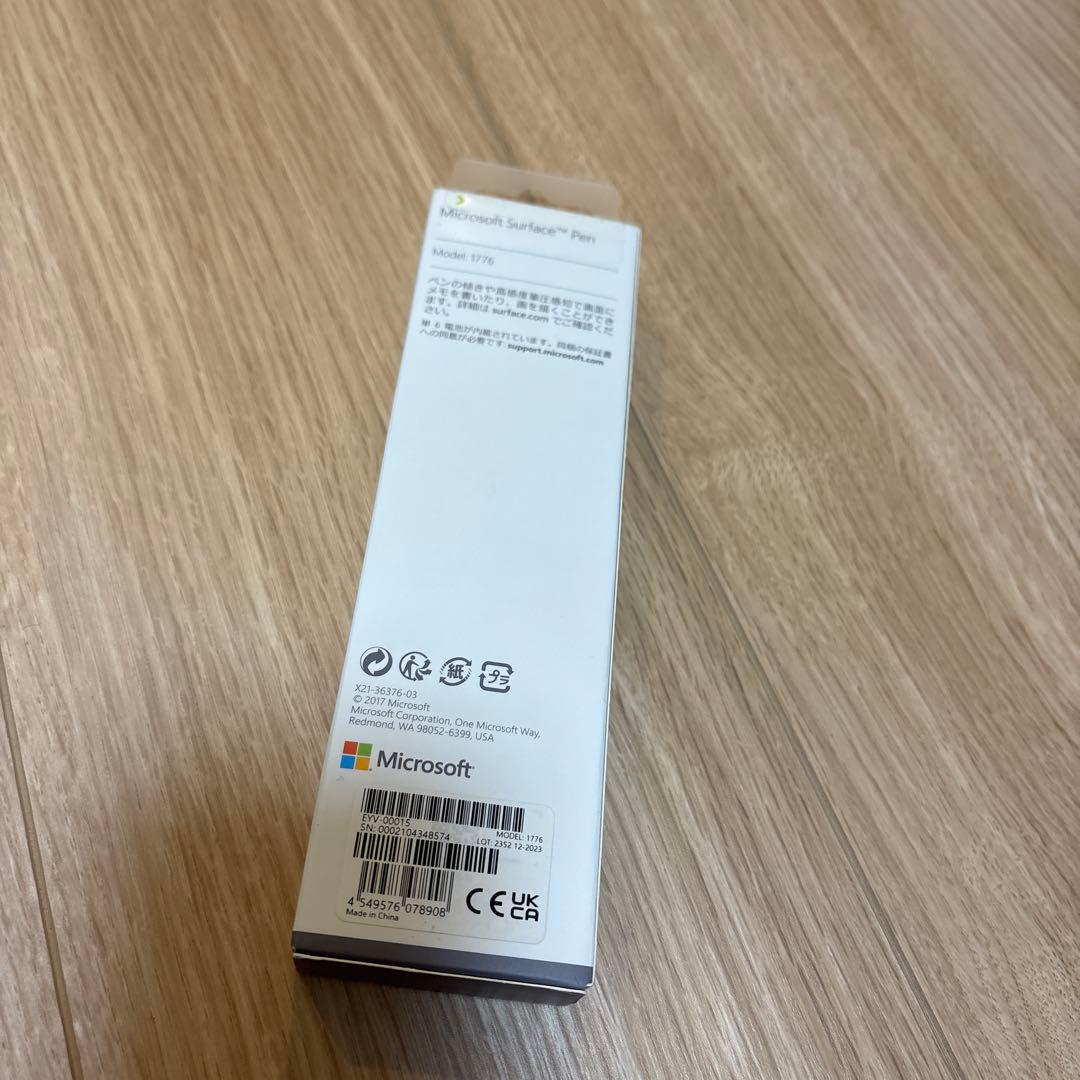 Microsoft Surface™ Pen
Model: 1776
ペンの傾きや高感度筆圧感知で画面に
メモを書いたり、画を描くことができ
ます。詳細は surface.com でご確認くだ
さい。
単 6 電池が内蔵されています。同梱の保証書
への同意が必要です: support.microsoft.com
紙
プラ
X21-36376-03
© 2017 Microsoft
Microsoft Corporation, One Microsoft Way,
Redmond, WA 98052-6399, USA
Microsoft
EYV-00015
MODEL: 1776
SN: 0002104348574
LOT: 2352 12-2023
4 549576 078908
Made in China
CE
UK
CA